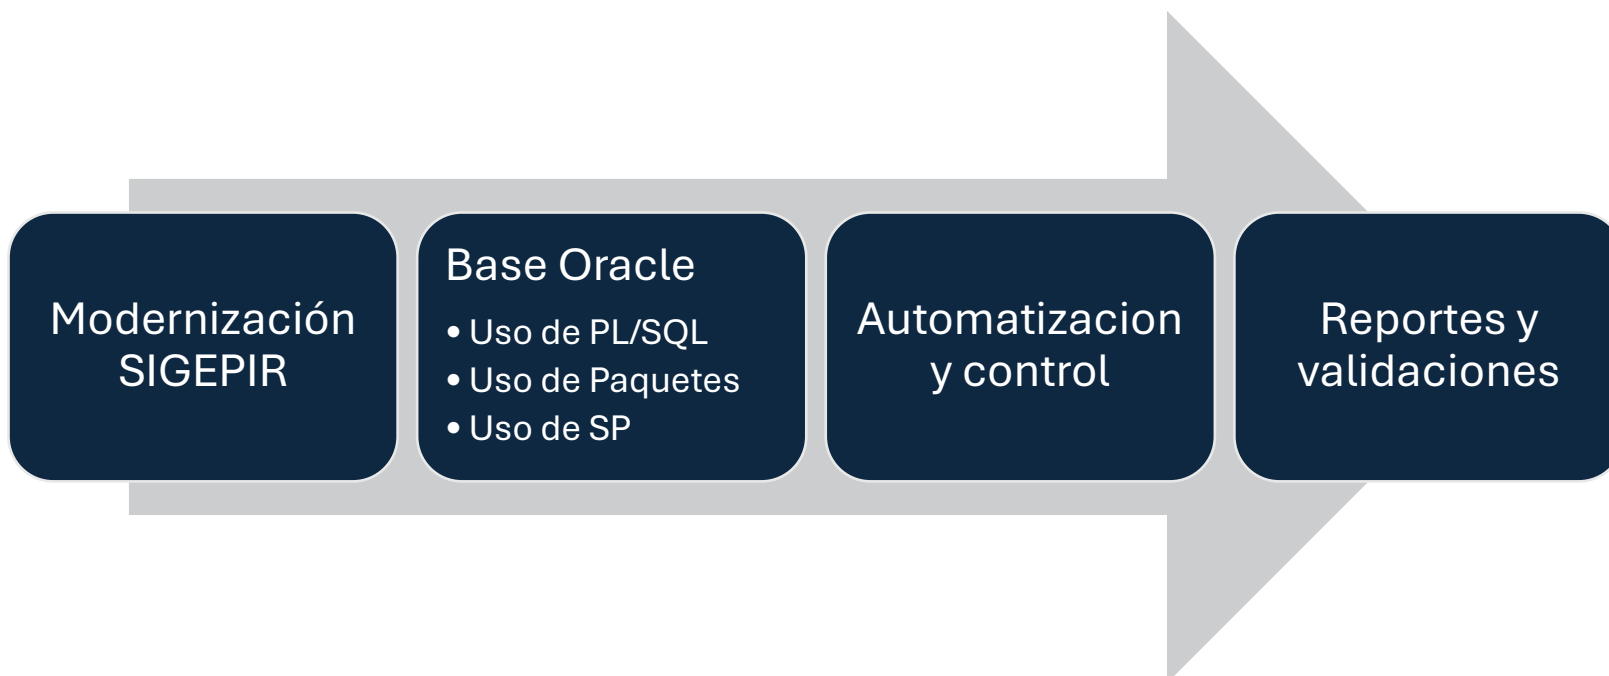 Modernización
SIGEPIR
Base Oracle
• Uso de PL/SQL
• Uso de Paquetes
• Uso de SP
Automatizacion
y control
Reportes y
validaciones